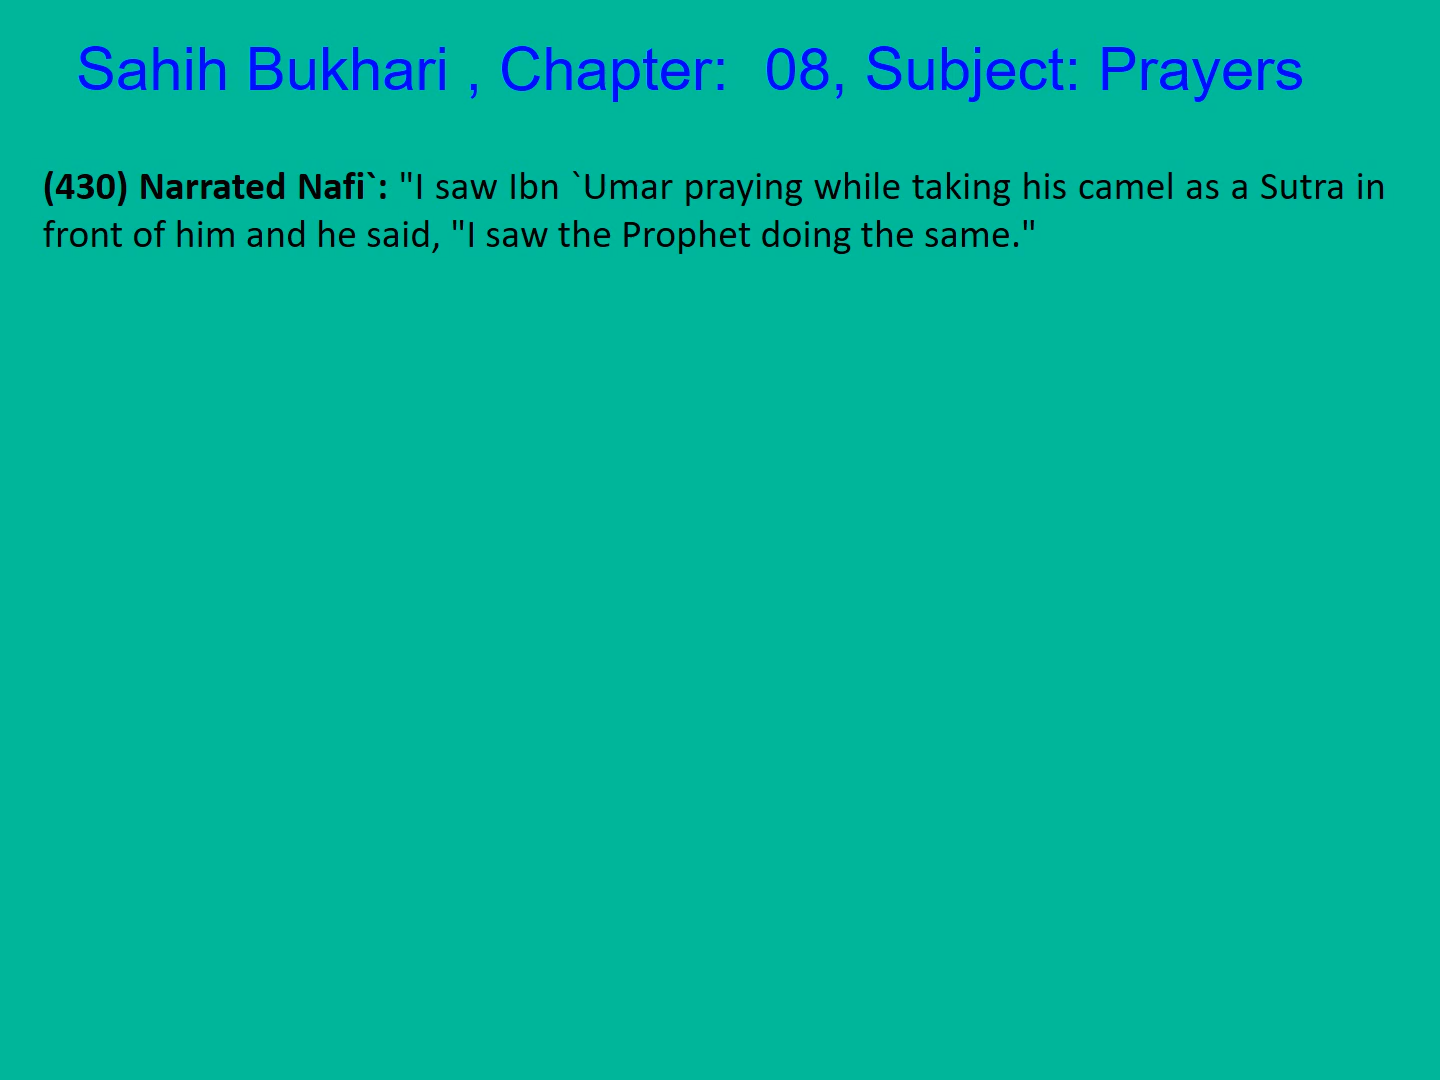 Sahih Bukhari , Chapter:  08, Subject: Prayers
(430) Narrated Nafi`: "I saw Ibn `Umar praying while taking his camel as a Sutra in
front of him and he said, "I saw the Prophet doing the same."